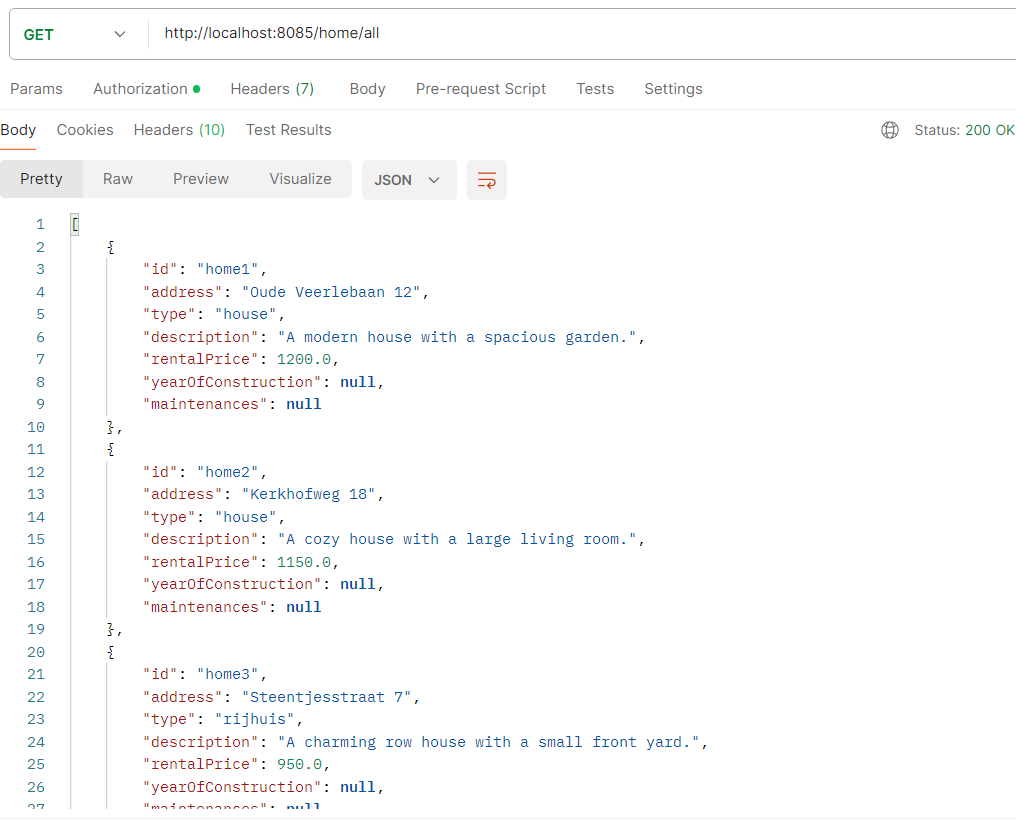 GET http://localhost:8085/home/all
Params Authorization Headers (7) Body Pre-request Script Tests Settings
Body Cookies Headers (10) Test Results Status: 200 OK
Pretty Raw Preview Visualize JSON
1 [
2 {
3 "id": "home1",
4 "address": "Oude Veerlebaan 12",
5 "type": "house",
6 "description": "A modern house with a spacious garden.",
7 "rentalPrice": 1200.0,
8 "yearOfConstruction": null,
9 "maintenances": null
10 },
11 {
12 "id": "home2",
13 "address": "Kerkhofweg 18",
14 "type": "house",
15 "description": "A cozy house with a large living room.",
16 "rentalPrice": 1150.0,
17 "yearOfConstruction": null,
18 "maintenances": null
19 },
20 {
21 "id": "home3",
22 "address": "Steentjesstraat 7",
23 "type": "rijhuis",
24 "description": "A charming row house with a small front yard.",
25 "rentalPrice": 950.0,
26 "yearOfConstruction": null,
27 "maintenances": null